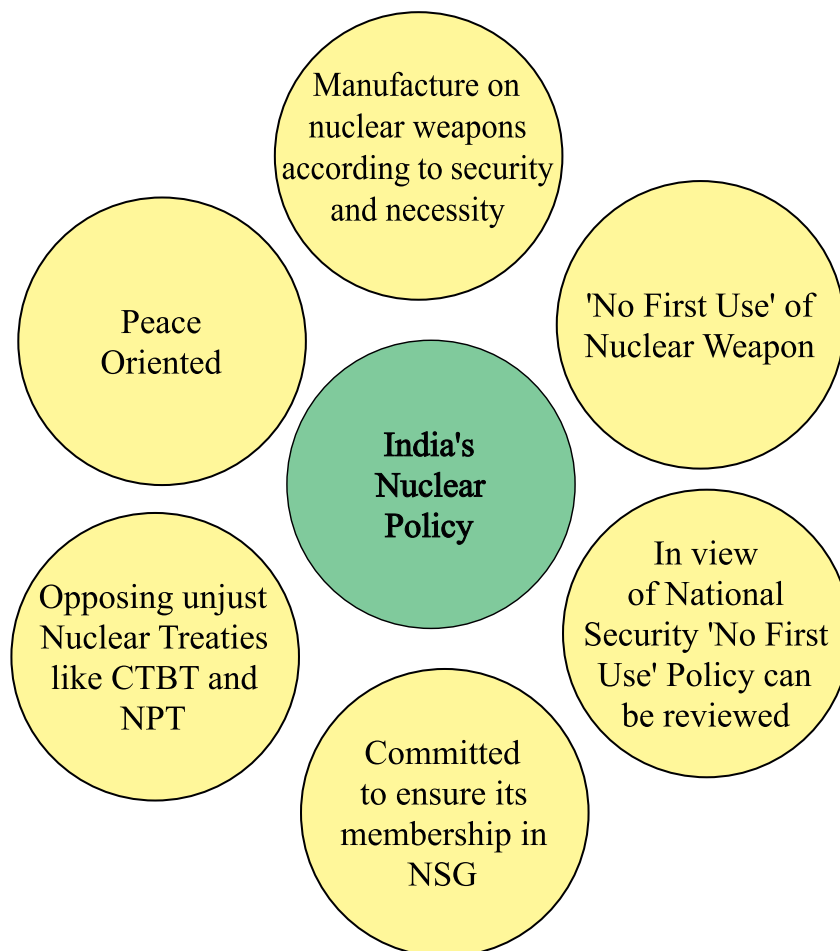 Manufacture on
nuclear weapons
according to security
and necessity
'No First Use' of
Nuclear Weapon
In view
of National
Security 'No First
Use' Policy can
be reviewed
Committed
to ensure its
membership in
NSG
Opposing unjust
Nuclear Treaties
like CTBT and
NPT
Peace
Oriented
India's
Nuclear
Policy